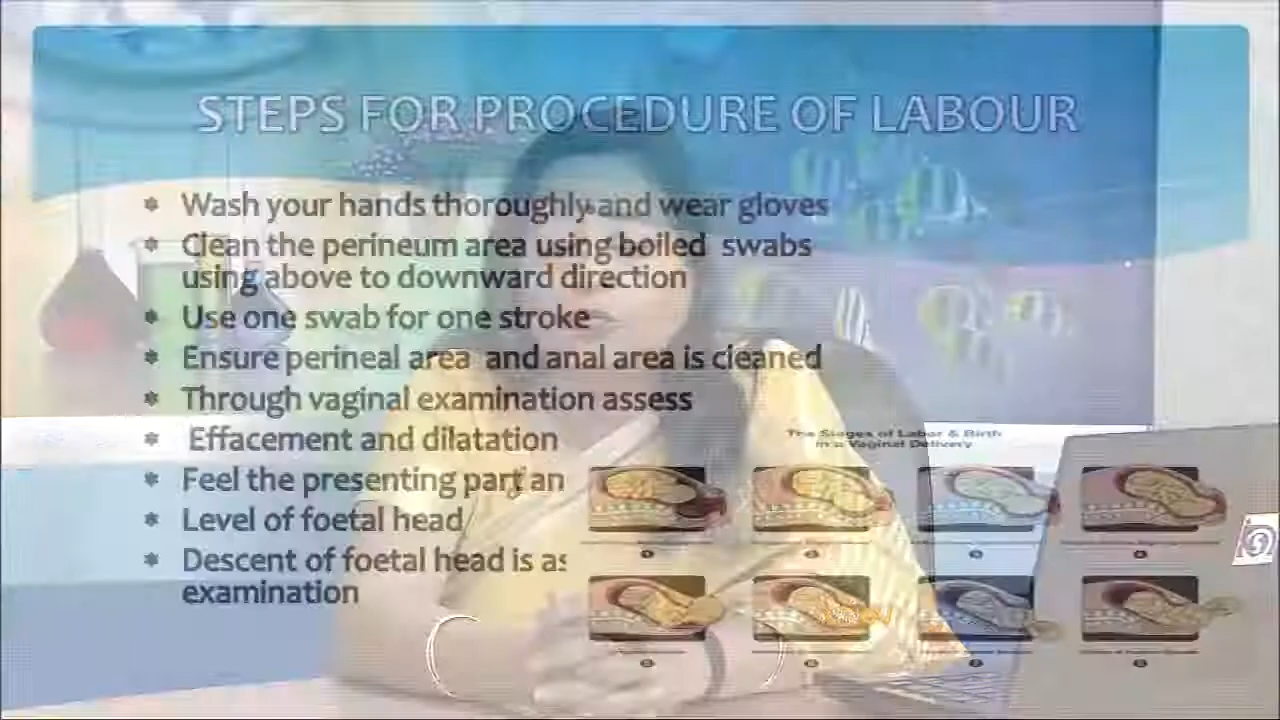 STEPS FOR PROCEDURE OF LABOUR
Wash your hands thoroughly and wear gloves
Clean the perineum area using boiled swabs
using above to downward direction
Use one swab for one stroke
Ensure perineal area and anal area is cleaned
Through vaginal examination assess
Effacement and dilatation
Feel the presenting part an
Level of foetal head
Descent of foetal head is as
examination
The Stages of Labor & Birth
in a Vaginal Delivery